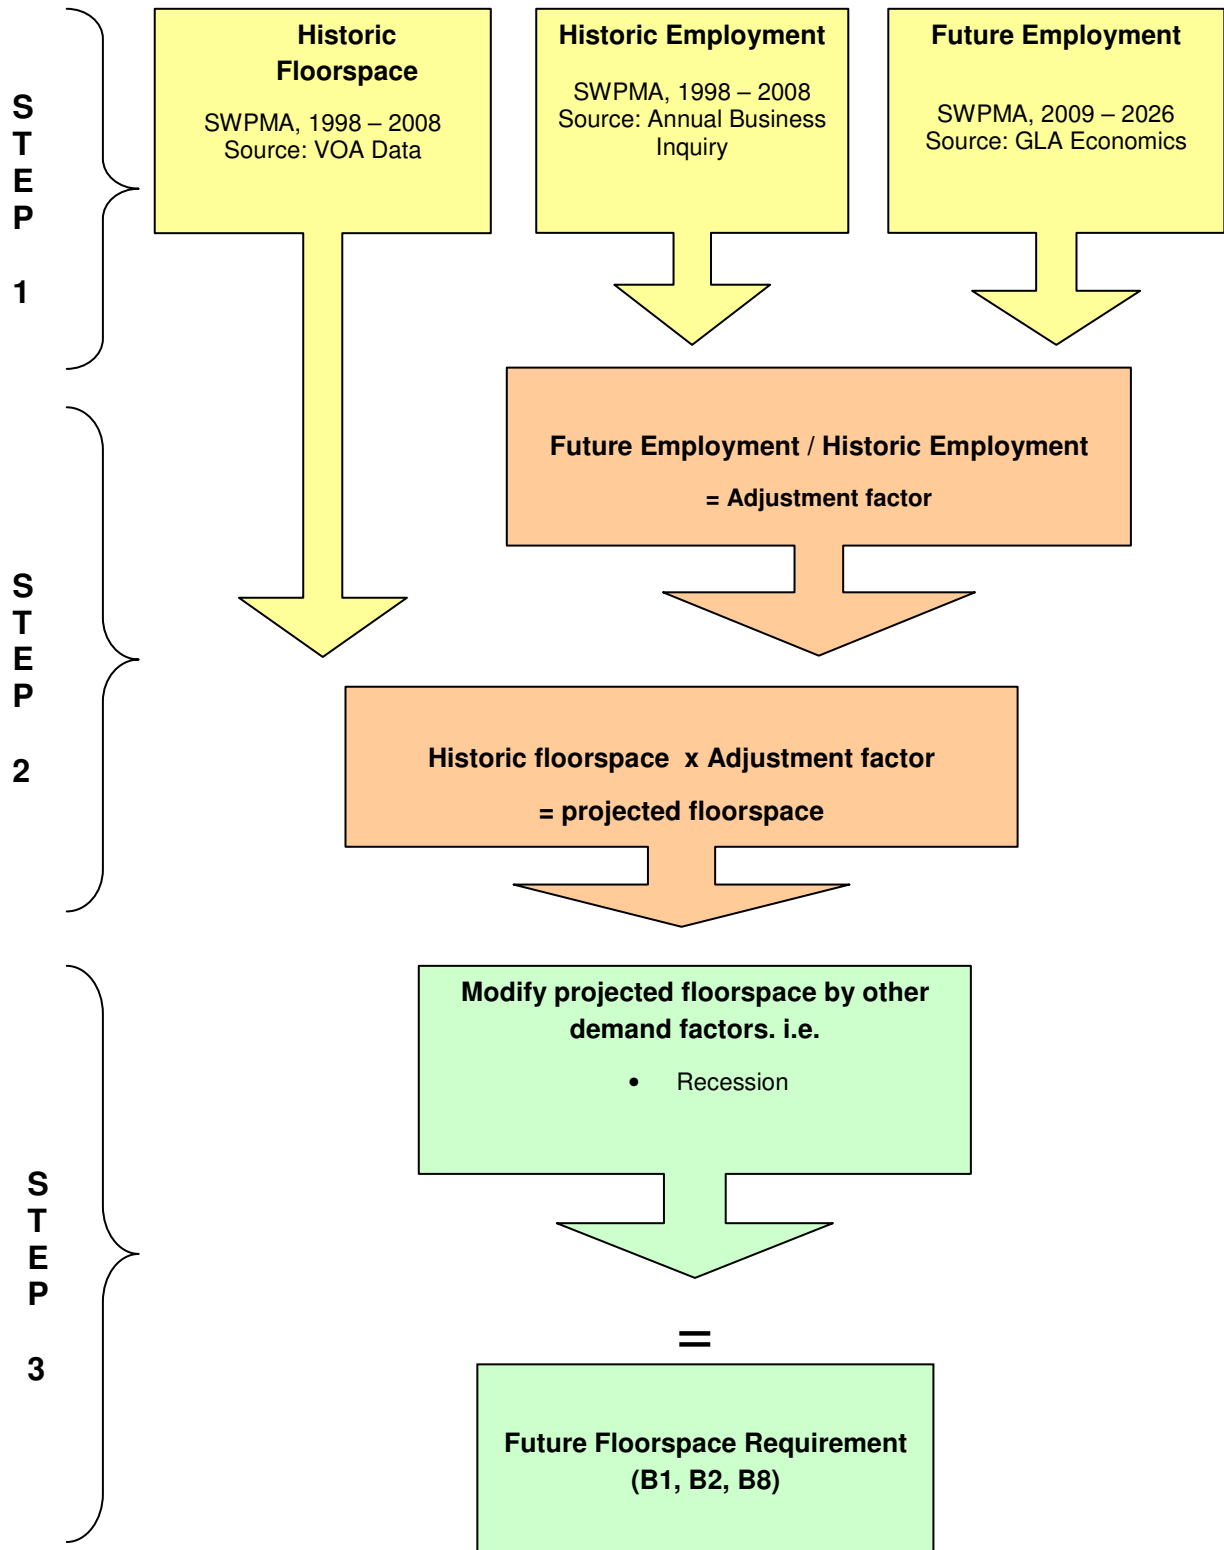 STEP 1
Historic
Floorspace
SWPMA, 1998 – 2008
Source: VOA Data
Historic Employment
SWPMA, 1998 – 2008
Source: Annual Business
Inquiry
Future Employment
SWPMA, 2009 – 2026
Source: GLA Economics
STEP 2
Future Employment / Historic Employment
= Adjustment factor
Historic floorspace x Adjustment factor
= projected floorspace
STEP 3
Modify projected floorspace by other
demand factors. i.e.
• Recession
=
Future Floorspace Requirement
(B1, B2, B8)